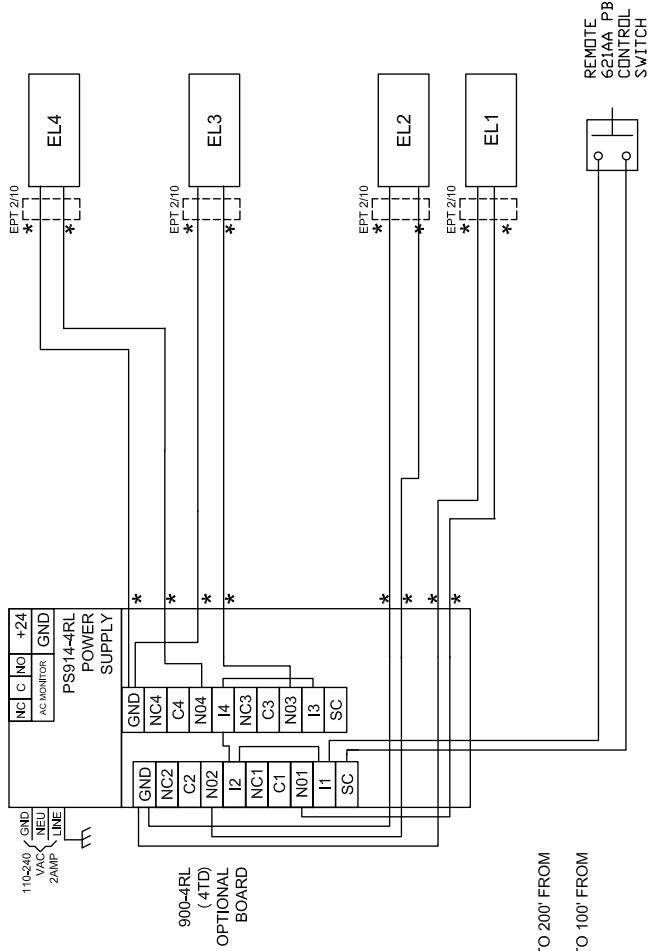 REMOTE
621AA PB
CONTROL
SWITCH
EL4
EPT 2/10
*
*
EL3
EPT 2/10
*
*
EL2
EPT 2/10
*
*
EL1
EPT 2/10
*
*
NC C NO +24
AC MONITOR GND
PS914-4RL
POWER
SUPPLY
110-240
VAC
2AMP
GND
NEU
LINE
GND
NC4
C4
N04
I4
NC3
C3
N03
I3
SC
GND
NC2
C2
N02
I2
NC1
C1
N01
I1
SC
*
*
*
*
*
*
*
*
900-4RL
( 4TD)
OPTIONAL
BOARD
TO 200' FROM
TO 100' FROM